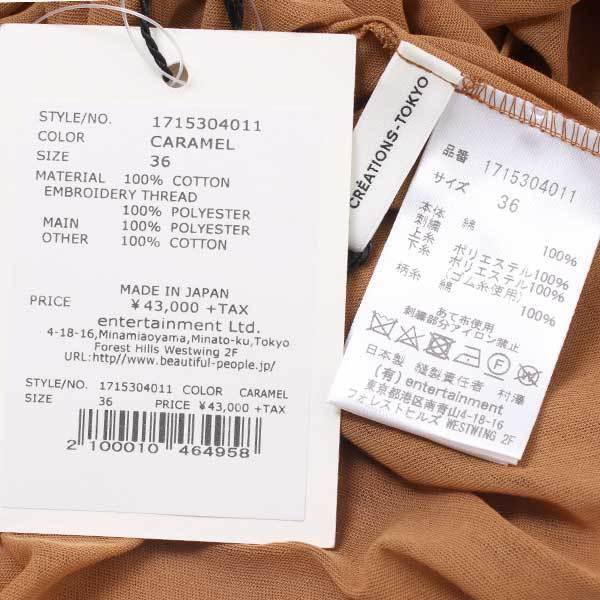 STYLE/NO. 1715304011
COLOR CARAMEL
SIZE 36
MATERIAL 100% COTTON
EMBROIDERY THREAD
100% POLYESTER
MAIN 100% POLYESTER
OTHER 100% COTTON
MADE IN JAPAN
PRICE ¥43,000 +TAX
entertainment Ltd.
4-18-16,Minamiaoyama,Minato-ku,Tokyo
Forest Hills Westwing 2F
URL:http//www.beautiful-people.jp/
STYLE/NO. 1715304011 COLOR CARAMEL
SIZE 36 PRICE ¥43,000 +TAX
2 100010 464958
CRÉATIONS-TOKYO
品番 1715304011
サイズ 36
本体 綿 100%
刺繍
上糸 ポリエステル100%
下糸 ポリエステル100%
(ゴム糸使用)
柄糸 綿 100%
あて布使用
刺繍部分アイロン禁止
日本製 縫製責任者 村澤
(有) entertainment
東京都港区南青山4-18-16
フォレストヒルズ WESTWING 2F